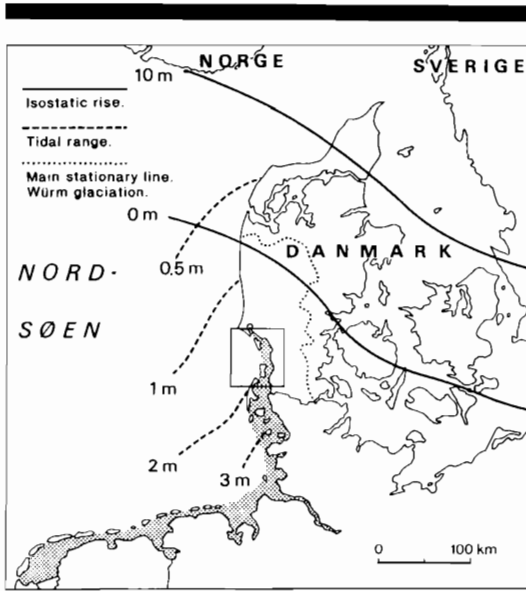 NORGE
SVERIGE
10 m
Isostatic rise.
Tidal range.
Main stationary line.
Würm glaciation.
0 m
DANMARK
NORD-
0.5 m
SØEN
1 m
2 m
3 m
0 100 km